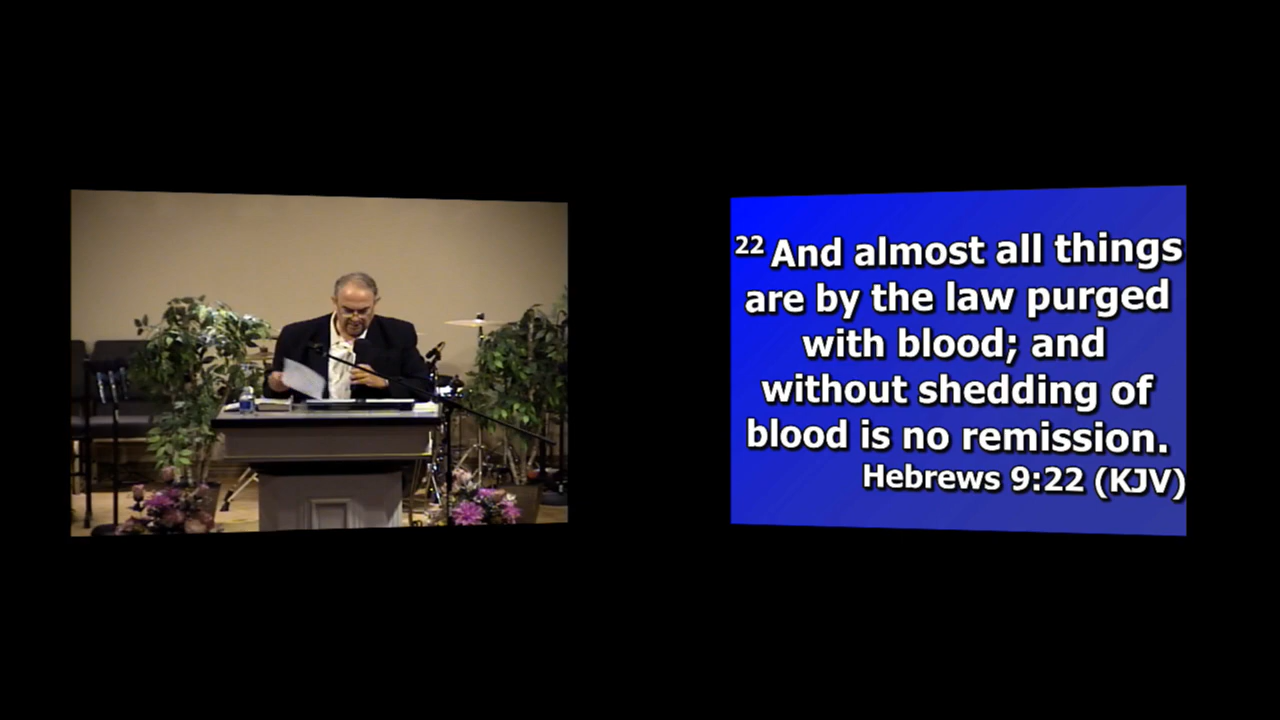 22 And almost all things
are by the law purged
with blood; and
without shedding of
blood is no remission.
Hebrews 9:22 (KJV)